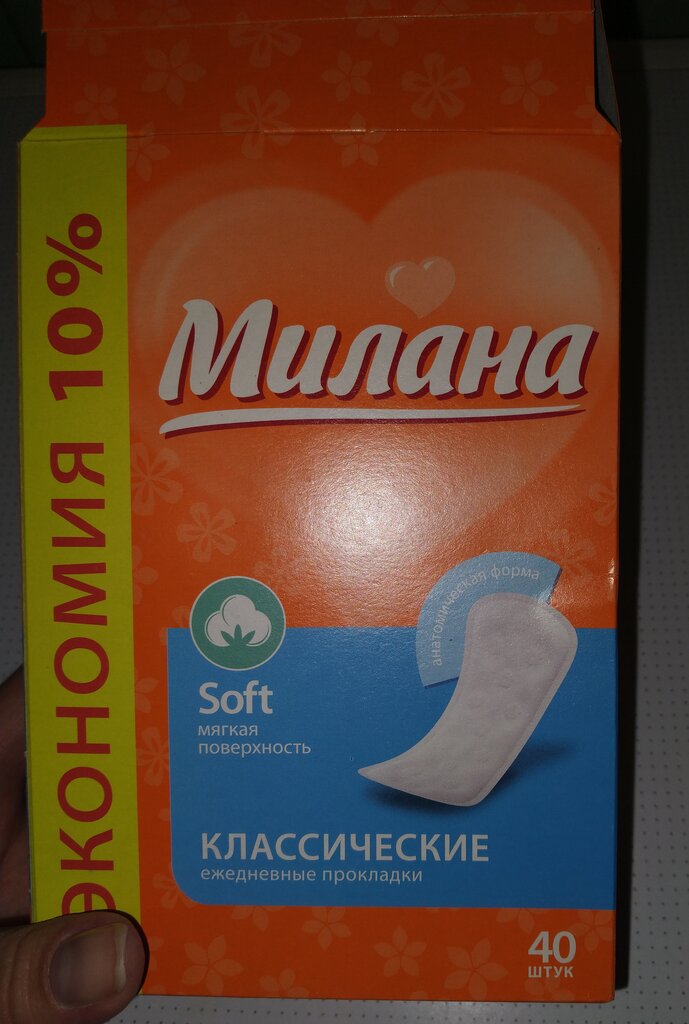 ЭКОНОМИЯ 10%
Милана
анатомическая форма
Soft
мягкая
поверхность
КЛАССИЧЕСКИЕ
ежедневные прокладки
40
ШТУК